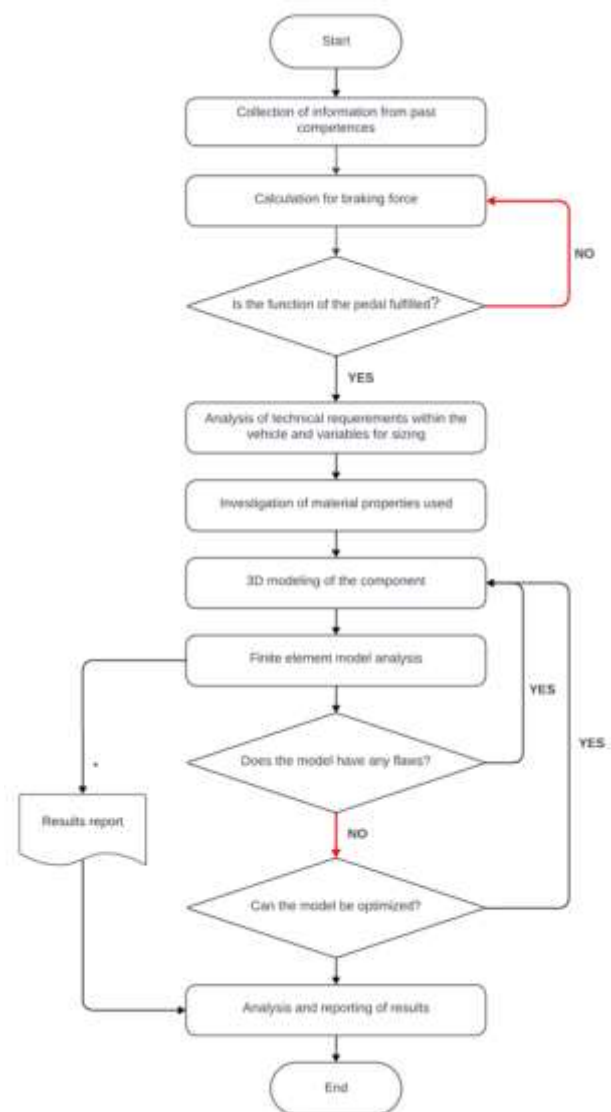 Start
Collection of information from past
competences
Calculation for braking force
NO
Is the function of the pedal fulfilled?
YES
Analysis of technical requerements within the
vehicle and variables for sizing
Investigation of material properties used
3D modeling of the component
Finite element model analysis
YES
YES
Does the model have any flaws?
Results report
NO
Can the model be optimized?
Analysis and reporting of results
End